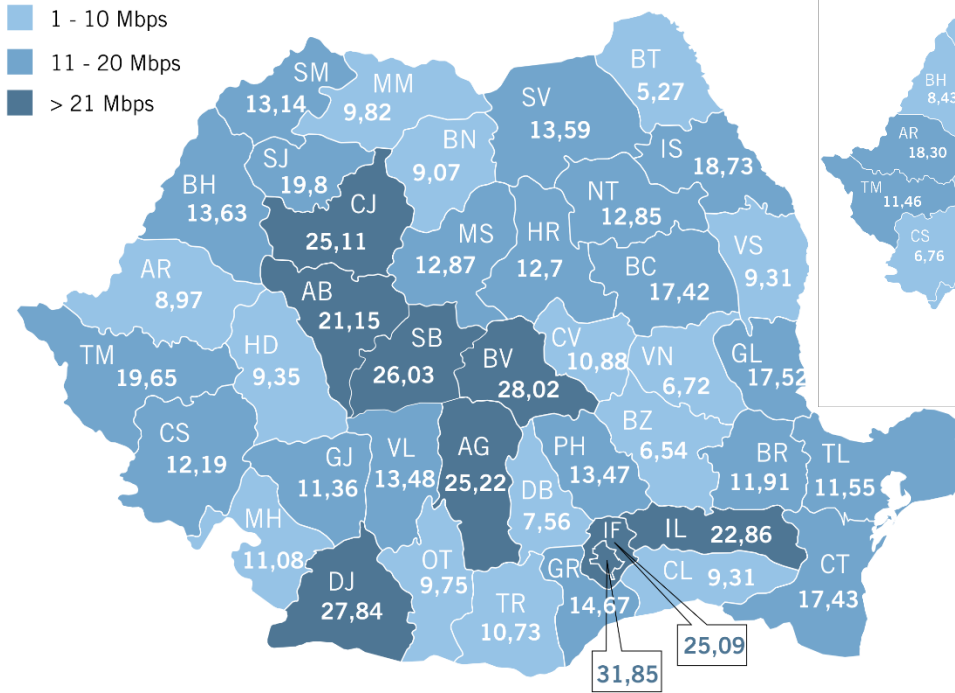 1 - 10 Mbps
11 - 20 Mbps
> 21 Mbps
SM
13,14
MM
9,82
BT
5,27
SV
13,59
BN
9,07
IS
18,73
SJ
19,8
BH
13,63
CJ
25,11
NT
12,85
MS
12,87
HR
12,7
BC
17,42
VS
9,31
AR
8,97
AB
21,15
HD
9,35
SB
26,03
BV
28,02
CV
10,88
VN
6,72
GL
17,52
TM
19,65
CS
12,19
GJ
11,36
VL
13,48
AG
25,22
PH
13,47
DB
7,56
BZ
6,54
BR
11,91
TL
11,55
MH
11,08
DJ
27,84
OT
9,75
TR
10,73
GR
14,67
IF
IL
22,86
CL
9,31
CT
17,43
25,09
31,85
BH
8,43
AR
18,30
TM
11,46
CS
6,76